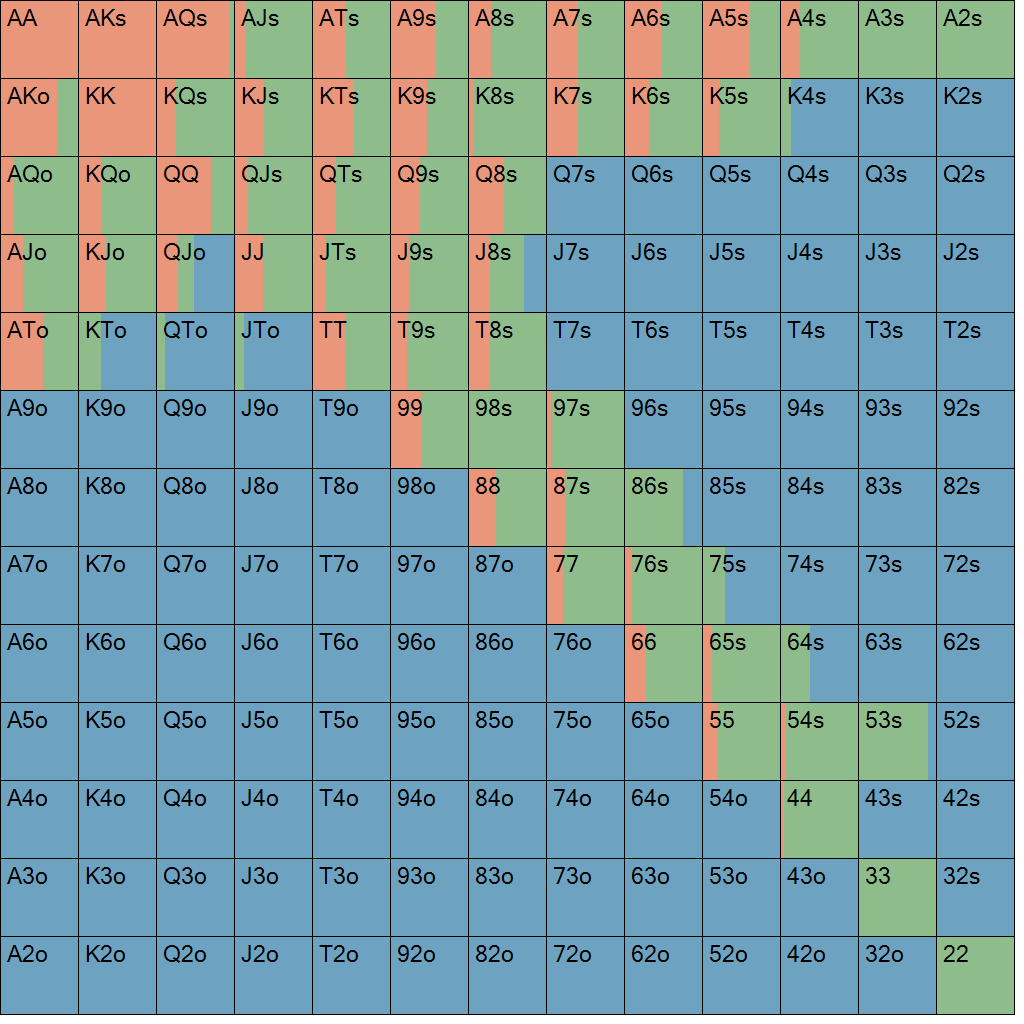 AA AKs AQs AJs ATs A9s A8s A7s A6s A5s A4s A3s A2s
AKo KK KQs KJs KTs K9s K8s K7s K6s K5s K4s K3s K2s
AQo KQo QQ QJs QTs Q9s Q8s Q7s Q6s Q5s Q4s Q3s Q2s
AJo KJo QJo JJ JTs J9s J8s J7s J6s J5s J4s J3s J2s
ATo KTo QTo JTo TT T9s T8s T7s T6s T5s T4s T3s T2s
A9o K9o Q9o J9o T9o 99 98s 97s 96s 95s 94s 93s 92s
A8o K8o Q8o J8o T8o 98o 88 87s 86s 85s 84s 83s 82s
A7o K7o Q7o J7o T7o 97o 87o 77 76s 75s 74s 73s 72s
A6o K6o Q6o J6o T6o 96o 86o 76o 66 65s 64s 63s 62s
A5o K5o Q5o J5o T5o 95o 85o 75o 65o 55 54s 53s 52s
A4o K4o Q4o J4o T4o 94o 84o 74o 64o 54o 44 43s 42s
A3o K3o Q3o J3o T3o 93o 83o 73o 63o 53o 43o 33 32s
A2o K2o Q2o J2o T2o 92o 82o 72o 62o 52o 42o 32o 22